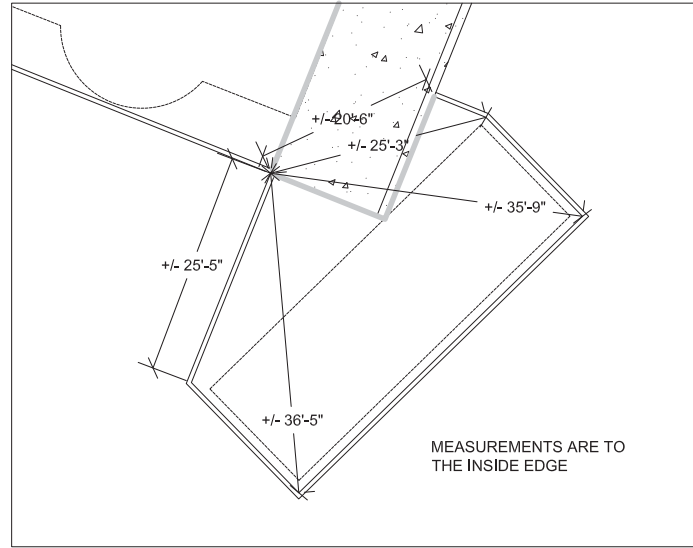 +/- 20'-6"
+/- 25'-3"
+/- 35'-9"
+/- 25'-5"
+/- 36'-5"
MEASUREMENTS ARE TO
THE INSIDE EDGE